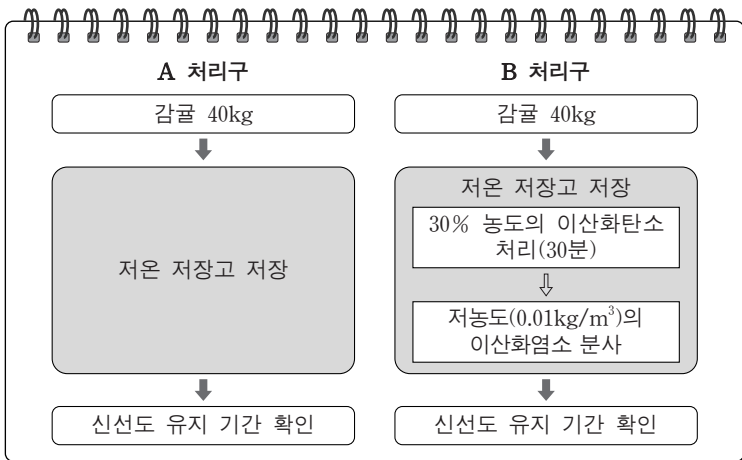 A 처리구
감귤 40kg
저온 저장고 저장
신선도 유지 기간 확인
B 처리구
감귤 40kg
저온 저장고 저장
30% 농도의 이산화탄소
처리(30분)
저농도(0.01kg/m³)의
이산화염소 분사
신선도 유지 기간 확인